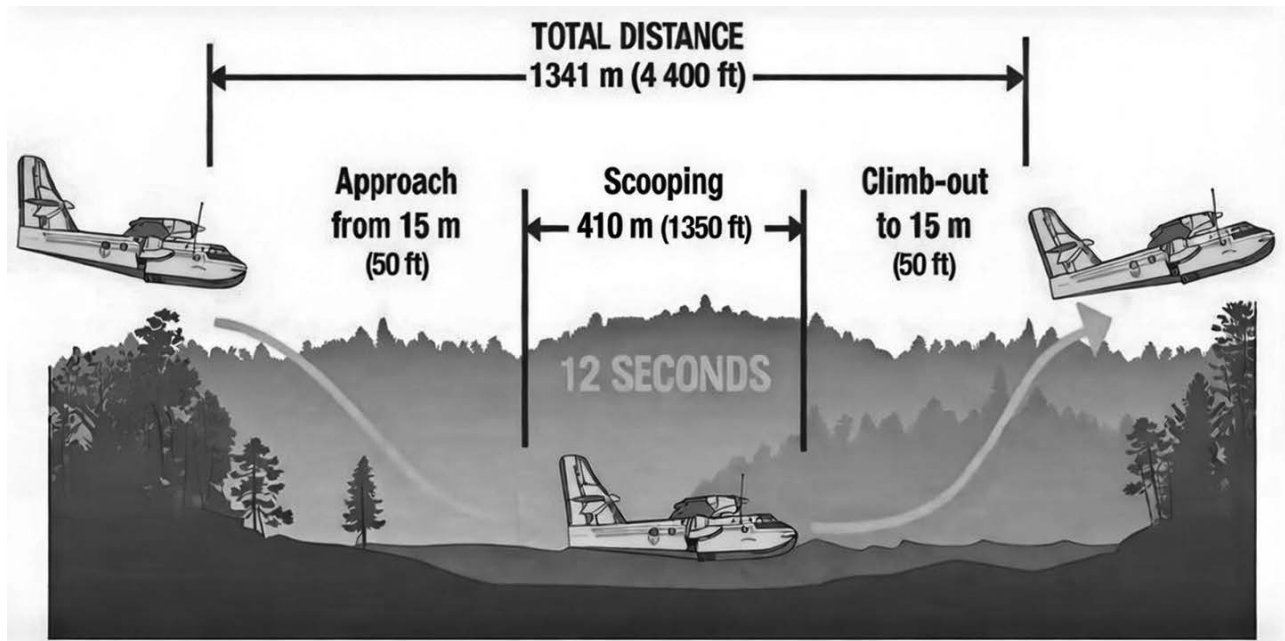 TOTAL DISTANCE
1341 m (4 400 ft)
Approach
from 15 m
(50 ft)
Scooping
410 m (1350 ft)
Climb-out
to 15 m
(50 ft)
12 SECONDS